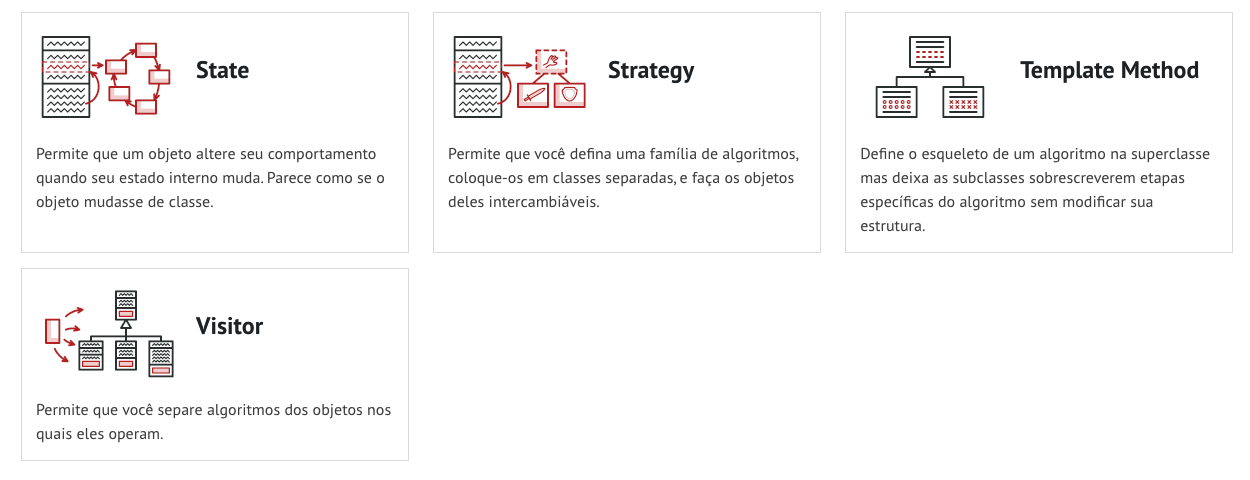 State
Permite que um objeto altere seu comportamento
quando seu estado interno muda. Parece como se o
objeto mudasse de classe.
Strategy
Permite que você defina uma família de algoritmos,
coloque-os em classes separadas, e faça os objetos
deles intercambiáveis.
Template Method
Define o esqueleto de um algoritmo na superclasse
mas deixa as subclasses sobrescreverem etapas
específicas do algoritmo sem modificar sua
estrutura.
Visitor
Permite que você separe algoritmos dos objetos nos
quais eles operam.